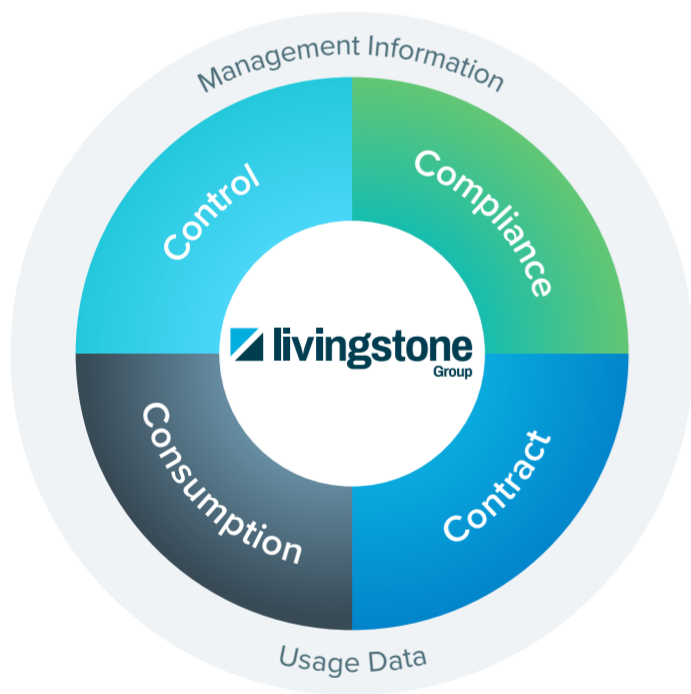 Management Information
Control
Compliance
livingstone
Group
Consumption
Contract
Usage Data